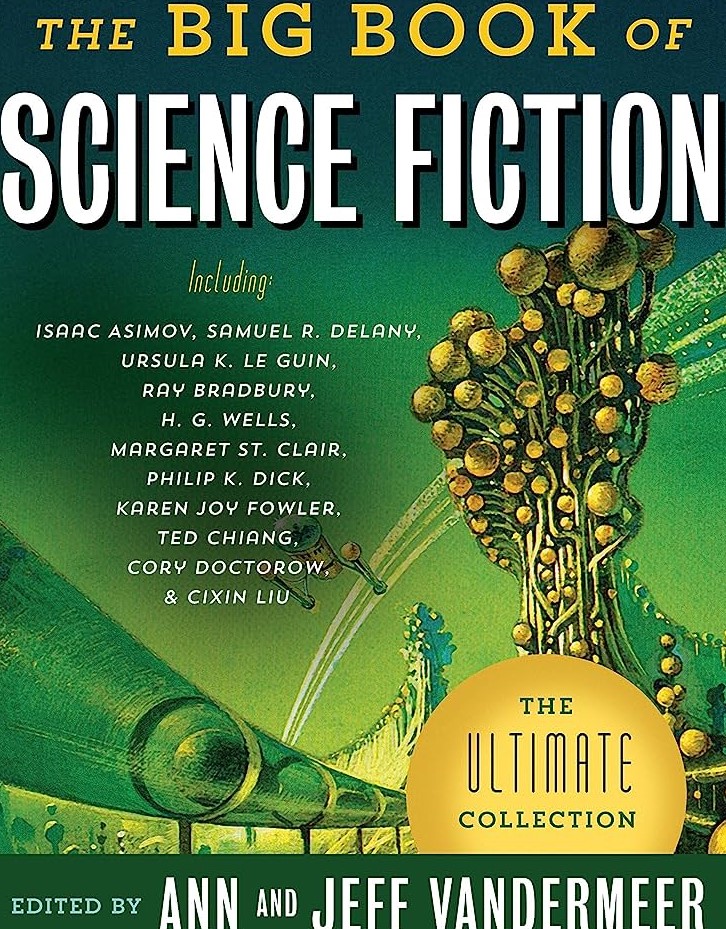 THE BIG BOOK OF
SCIENCE FICTION
Including:
ISAAC ASIMOV, SAMUEL R. DELANY,
URSULA K. LE GUIN,
RAY BRADBURY,
H. G. WELLS,
MARGARET ST. CLAIR,
PHILIP K. DICK,
KAREN JOY FOWLER,
TED CHIANG,
CORY DOCTOROW,
& CIXIN LIU
THE
ULTIMATE
COLLECTION
EDITED BY ANN AND JEFF VANDERMEER